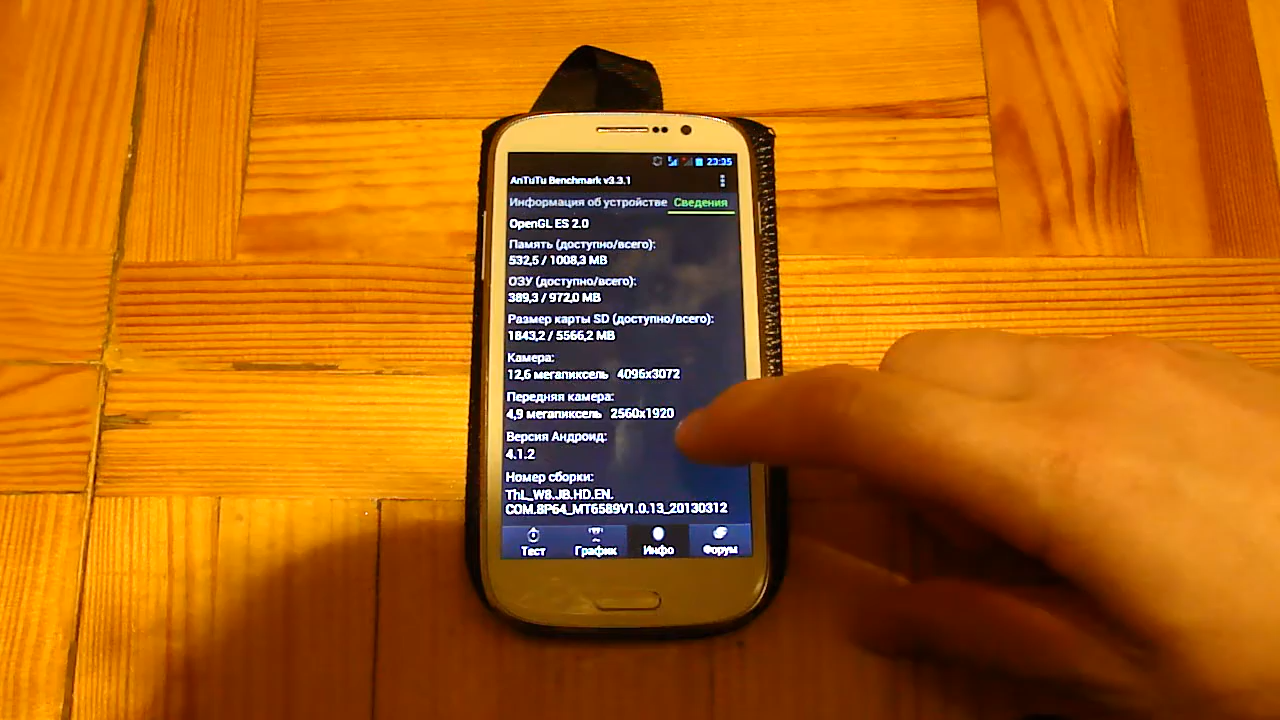 23:35
AnTuTu Benchmark v3.3.1
Информация об устройстве Сведения
OpenGL ES 2.0
Память (доступно/всего):
532,5 / 1008,3 MB
ОЗУ (доступно/всего):
389,3 / 972,0 MB
Размер карты SD (доступно/всего):
1843,2 / 5566,2 MB
Камера:
12,6 мегапиксель 4096x3072
Передняя камера:
4,9 мегапиксель 2560x1920
Версия Андроид:
4.1.2
Номер сборки:
ThL_W8.JB.HD.EN.
COM.8P64_MT6589V1.0.13_20130312
Тест График Инфо Форум